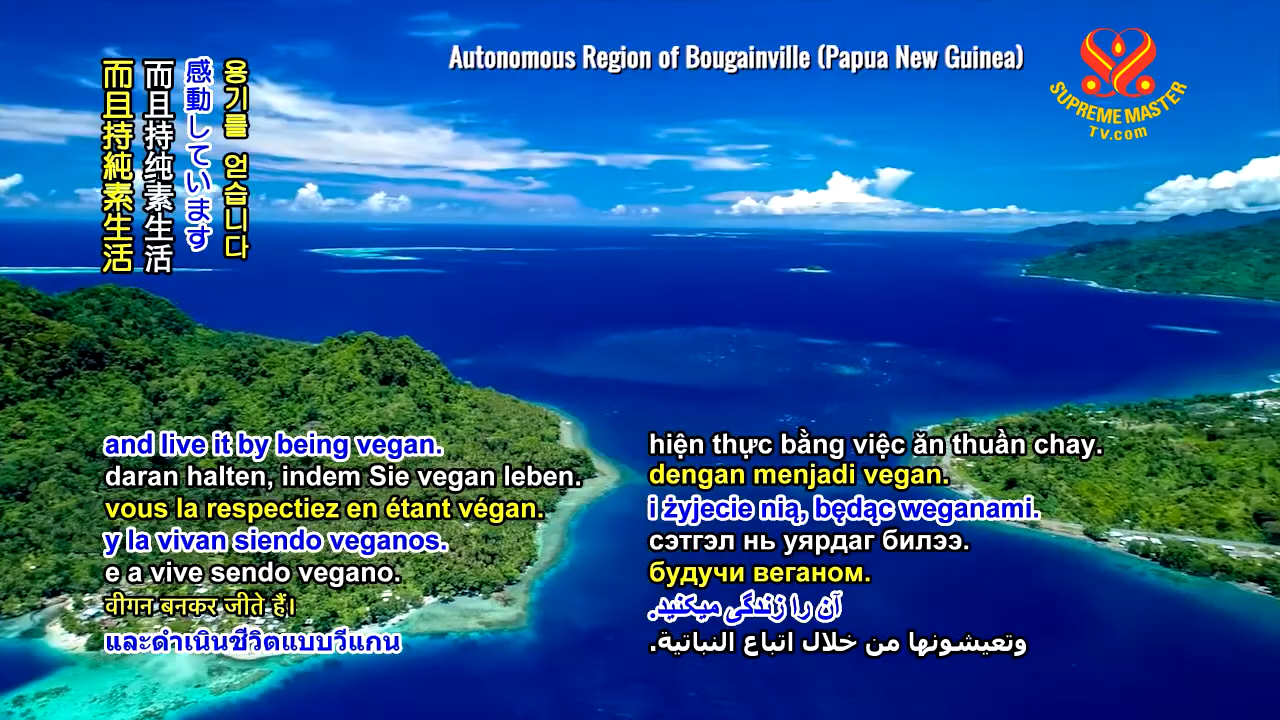 Autonomous Region of Bougainville (Papua New Guinea)
SUPREME MASTER
TV.com
용기를 얻습니다
感動しています
而且持纯素生活
而且持純素生活
and live it by being vegan.
daran halten, indem Sie vegan leben.
vous la respectiez en étant végan.
y la vivan siendo veganos.
e a vive sendo vegano.
वीगन बनकर जीते हैं।
และดำเนินชีวิตแบบวีแกน
hiện thực bằng việc ăn thuần chay.
dengan menjadi vegan.
i żyjecie nią, będąc weganami.
сэтгэл нь уярдаг билээ.
будучи веганом.
آن را زندگی میکنید.
وتعيشونها من خلال اتباع النباتية.